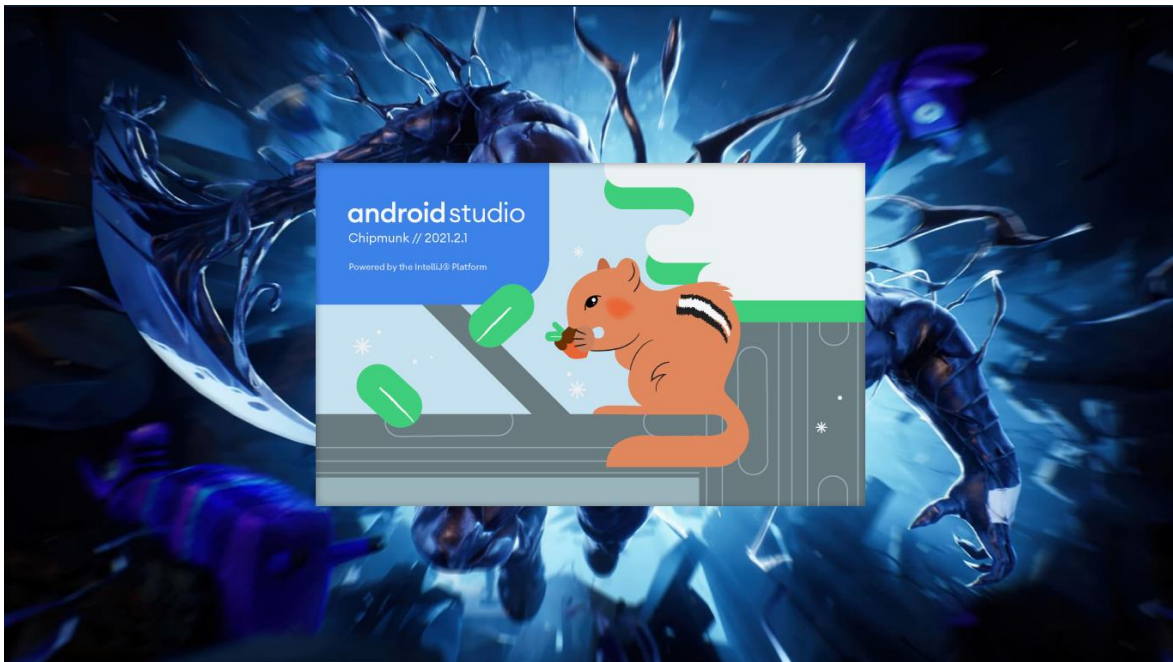 android studio
Chipmunk // 2021.2.1
Powered by the IntelliJ® Platform